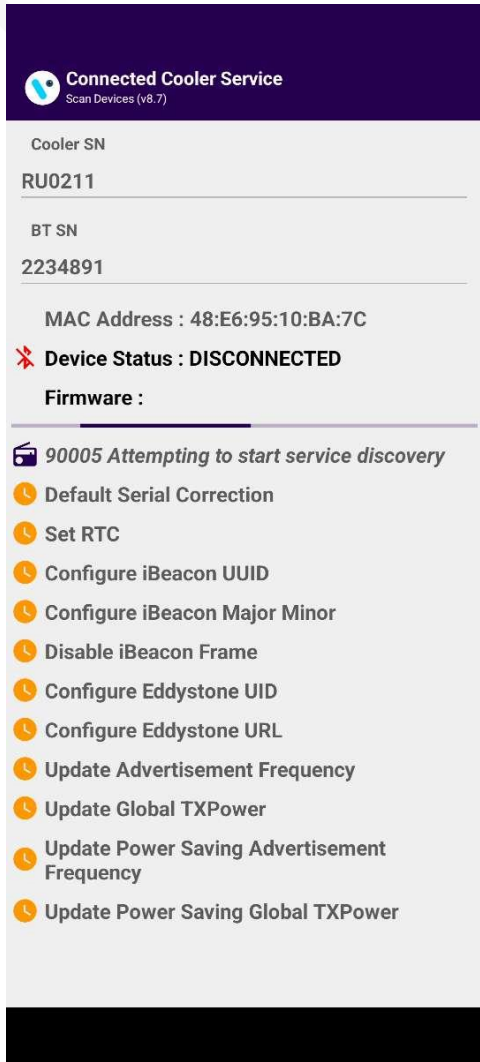 Connected Cooler Service
Scan Devices (v8.7)
Cooler SN
RU0211
BT SN
2234891
MAC Address : 48:E6:95:10:BA:7C
Device Status : DISCONNECTED
Firmware :
90005 Attempting to start service discovery
Default Serial Correction
Set RTC
Configure iBeacon UUID
Configure iBeacon Major Minor
Disable iBeacon Frame
Configure Eddystone UID
Configure Eddystone URL
Update Advertisement Frequency
Update Global TXPower
Update Power Saving Advertisement
Frequency
Update Power Saving Global TXPower